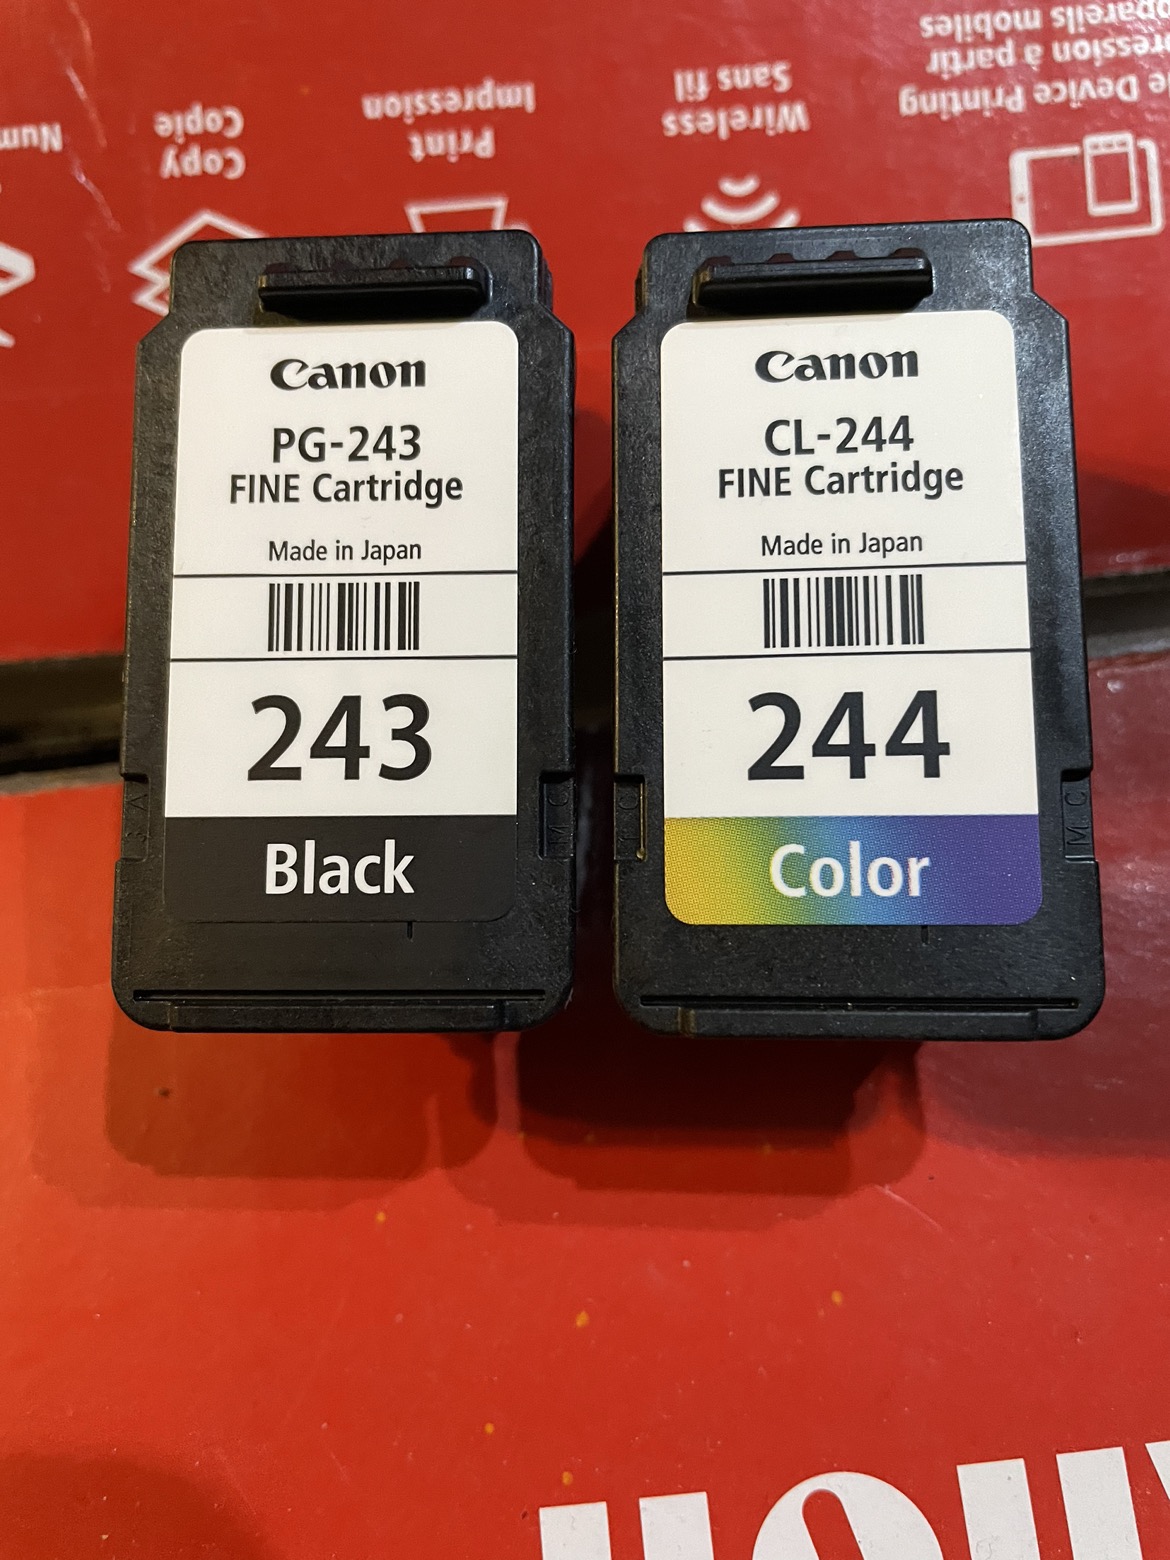 e Device Printing
pression à partir
appareils mobiles
Wireless
Sans fil
Print
Impression
Copy
Copie
Num
Canon
PG-243
FINE Cartridge
Made in Japan
243
Black
Canon
CL-244
FINE Cartridge
Made in Japan
244
Color